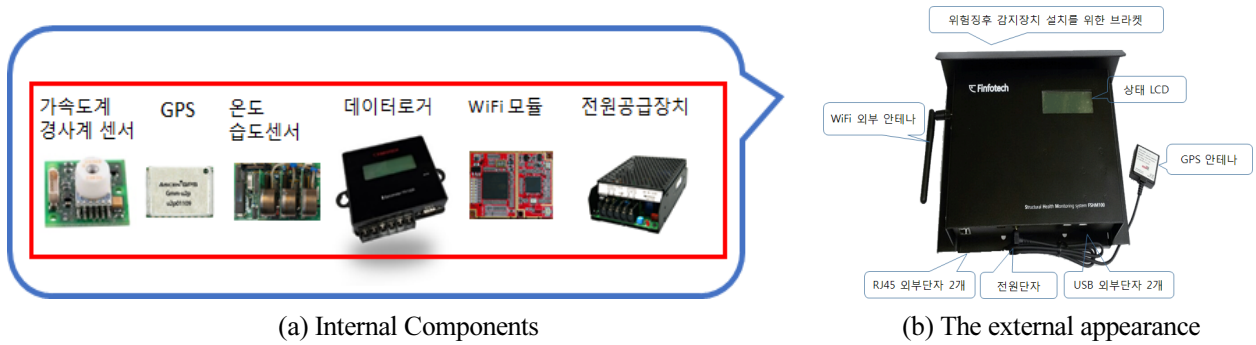 가속도계
경사계 센서
GPS
온도
습도센서
데이터로거
WiFi 모듈
전원공급장치
(a) Internal Components
위험징후 감지장치 설치를 위한 브라켓
Finfotech
상태 LCD
WiFi 외부 안테나
GPS 안테나
Structural Health Monitoring system FSHM100
RJ45 외부단자 2개
전원단자
USB 외부단자 2개
(b) The external appearance